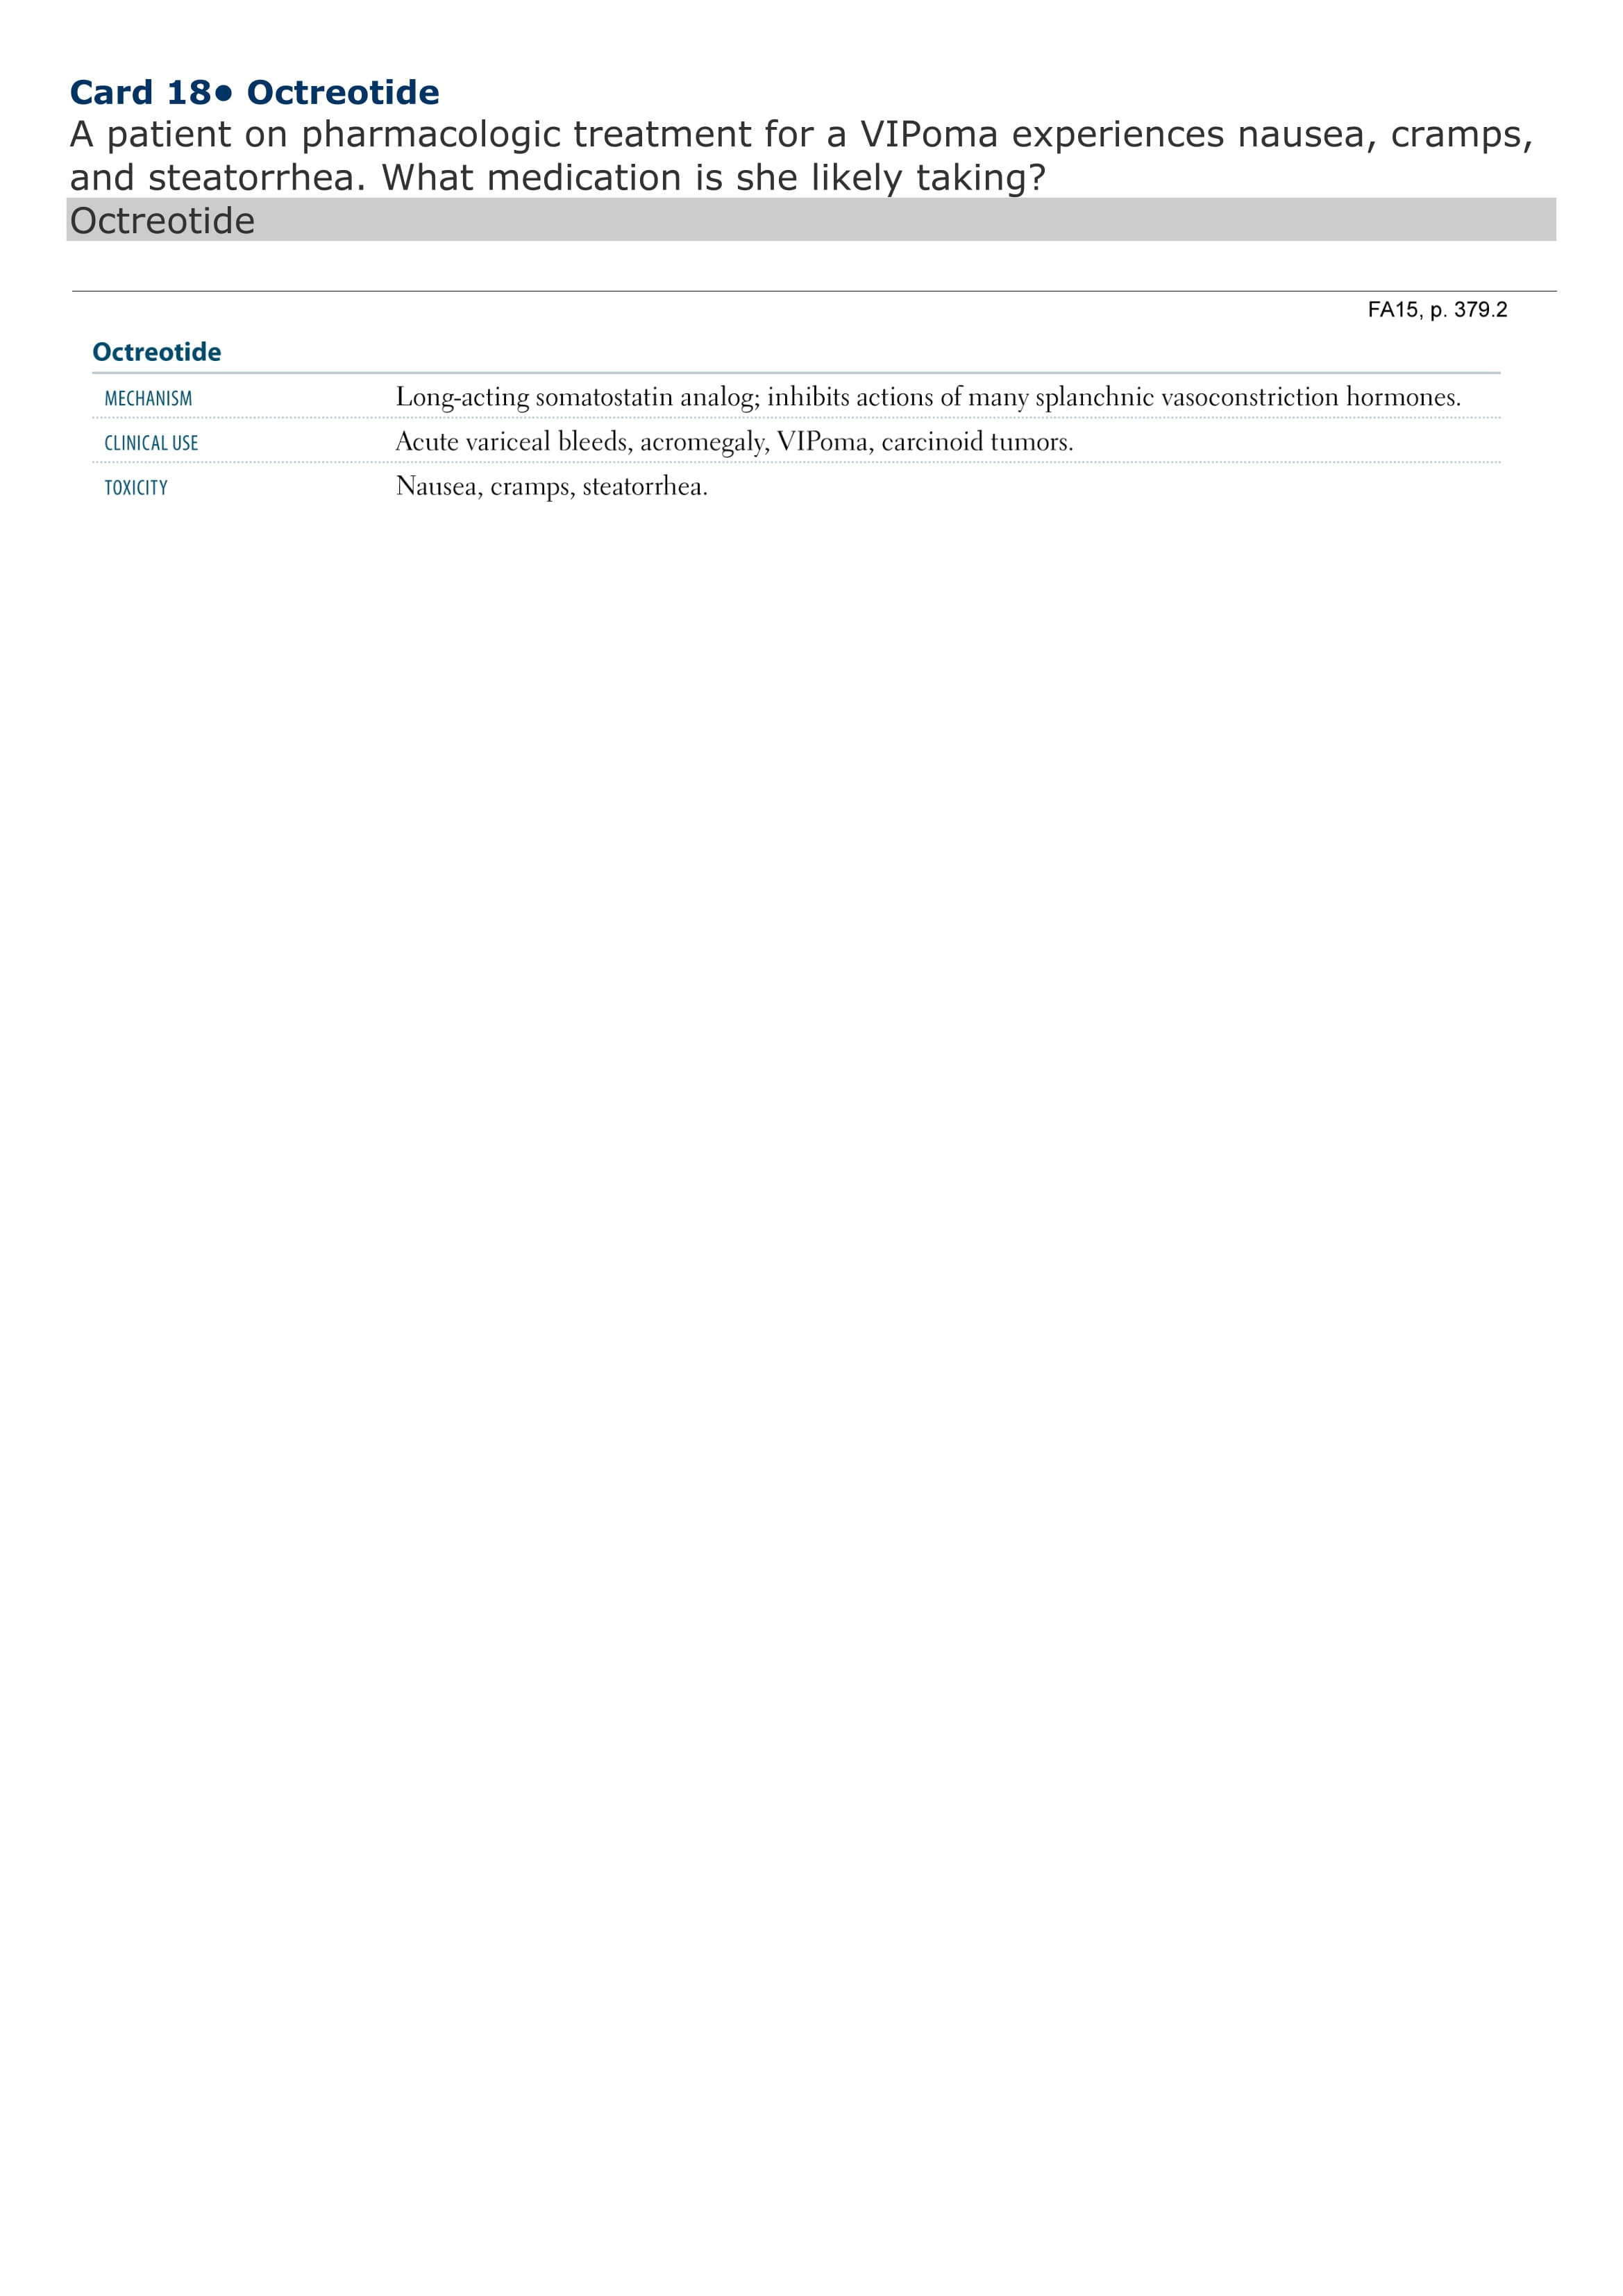 Card 18● Octreotide
A patient on pharmacologic treatment for a VIPoma experiences nausea, cramps,
and steatorrhea. What medication is she likely taking?
Octreotide
FA15, p. 379.2
Octreotide
MECHANISM Long-acting somatostatin analog; inhibits actions of many splanchnic vasoconstriction hormones.
CLINICAL USE Acute variceal bleeds, acromegaly, VIPoma, carcinoid tumors.
TOXICITY Nausea, cramps, steatorrhea.